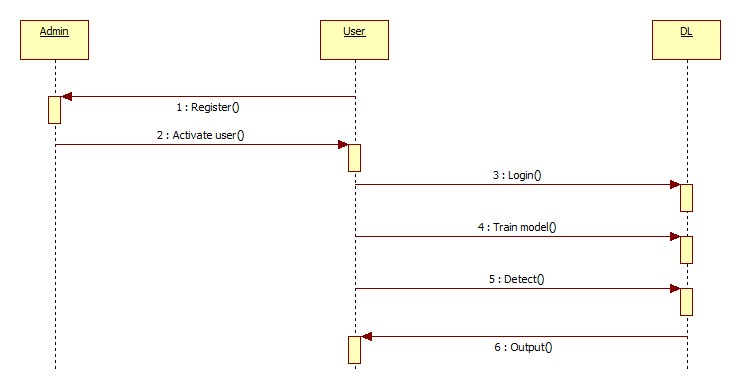 Admin
User
DL
1 : Register()
2 : Activate user()
3 : Login()
4 : Train model()
5 : Detect()
6 : Output()